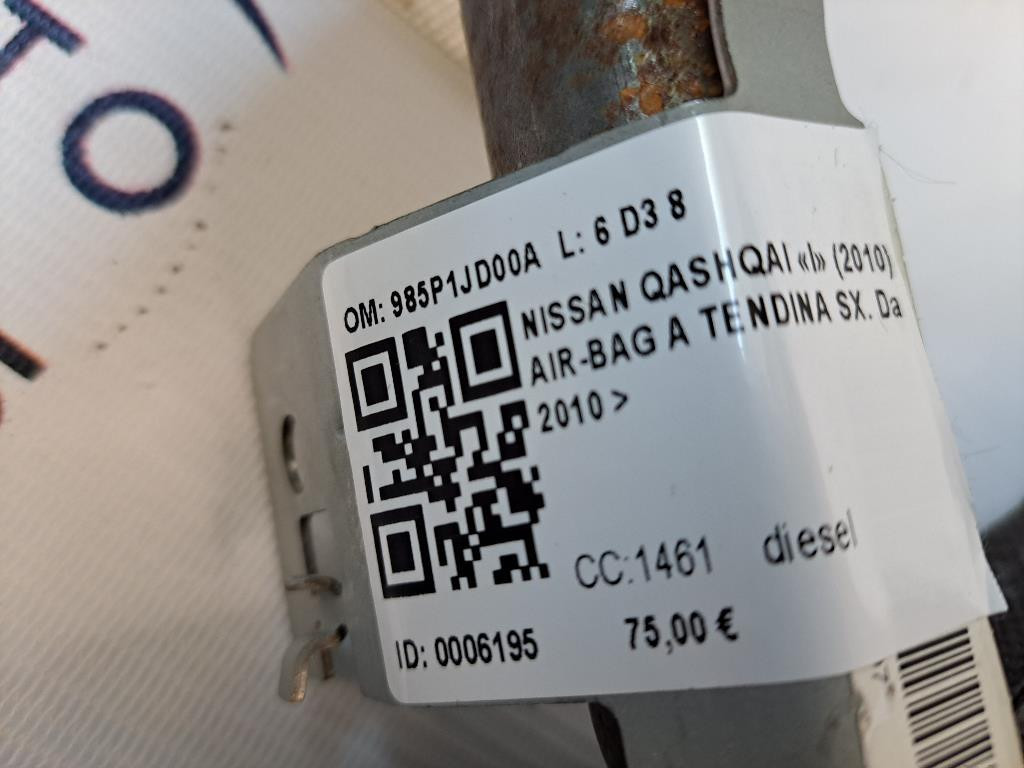 OM: 985P1JD00A L: 6 D3 8
NISSAN QASHQAI «I» (2010)
AIR-BAG A TENDINA SX. Da
2010 >
CC:1461 diesel
ID: 0006195 75,00 €